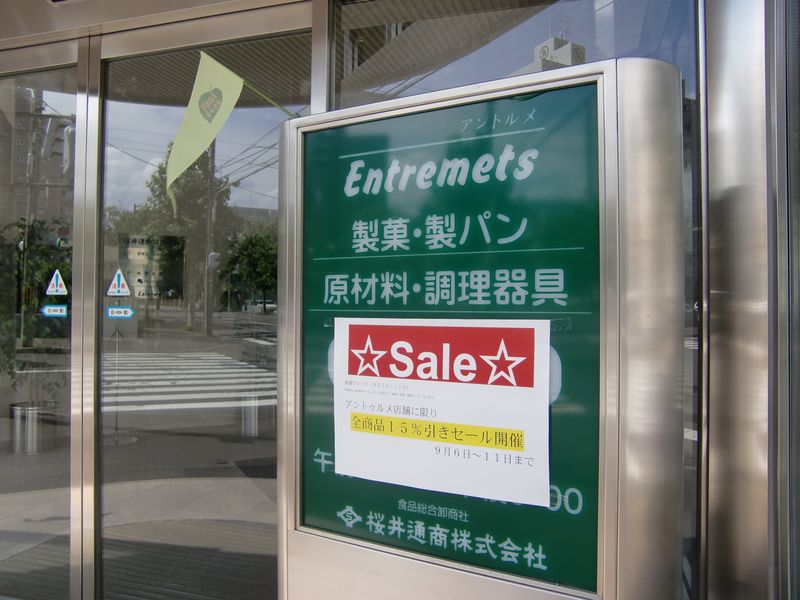 アントルメ
Entremets
製菓・製パン
原材料・調理器具
☆Sale☆
アントゥルメ店舗に限り
全商品１５％引きセール開催
９月６日～１１日まで
午
00
食品総合卸商社
桜井通商株式会社